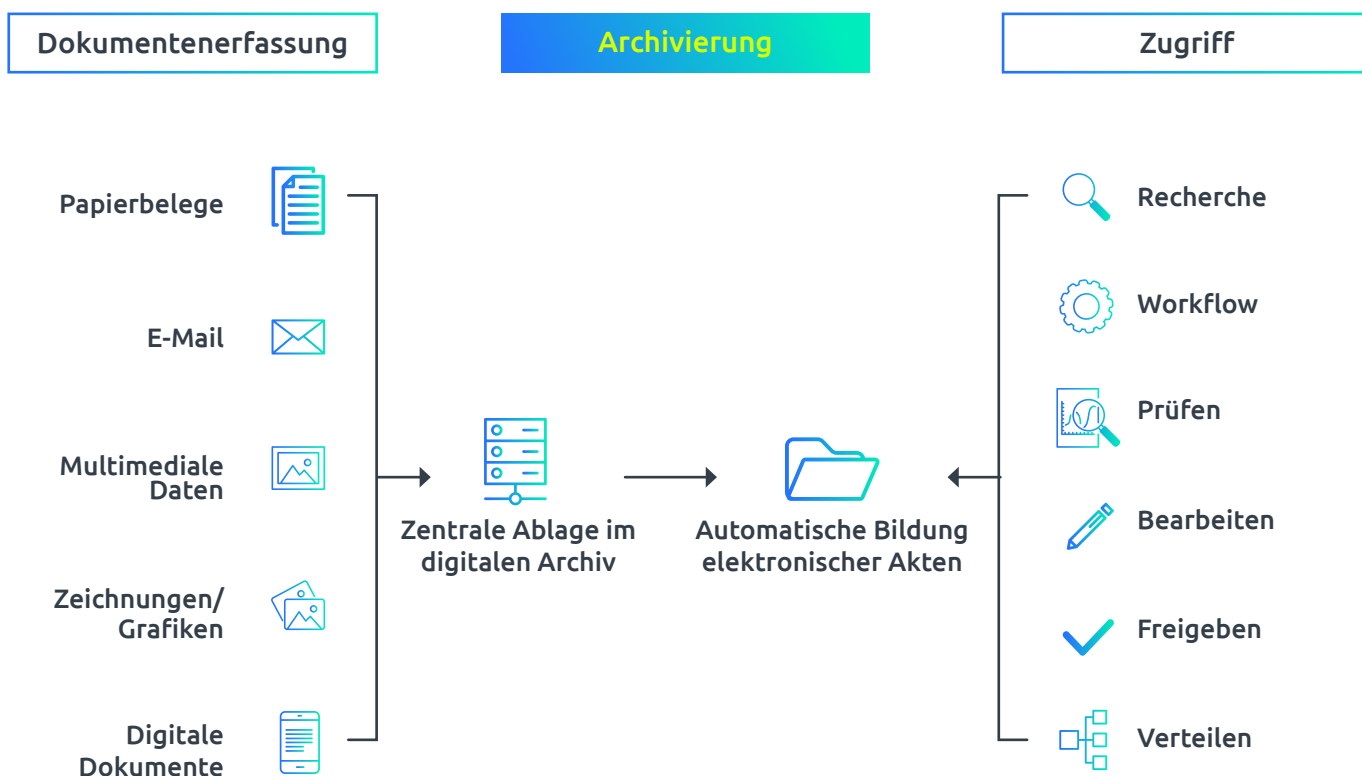 Dokumentenerfassung
Archivierung
Zugriff
Papierbelege
E-Mail
Multimediale
Daten
Zeichnungen/
Grafiken
Digitale
Dokumente
Zentrale Ablage im
digitalen Archiv
Automatische Bildung
elektronischer Akten
Recherche
Workflow
Prüfen
Bearbeiten
Freigeben
Verteilen